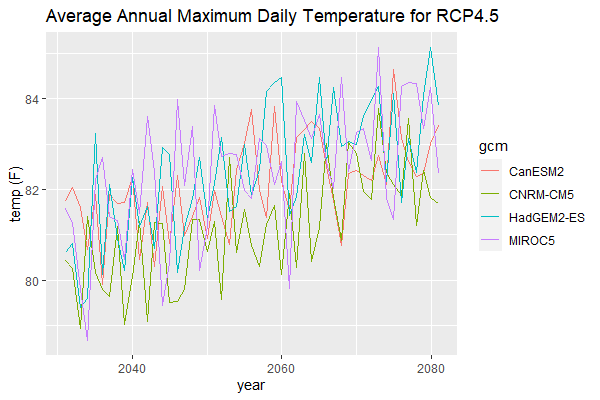 Average Annual Maximum Daily Temperature for RCP4.5
84
82
80
temp (F)
2040
2060
2080
year
gcm
CanESM2
CNRM-CM5
HadGEM2-ES
MIROC5